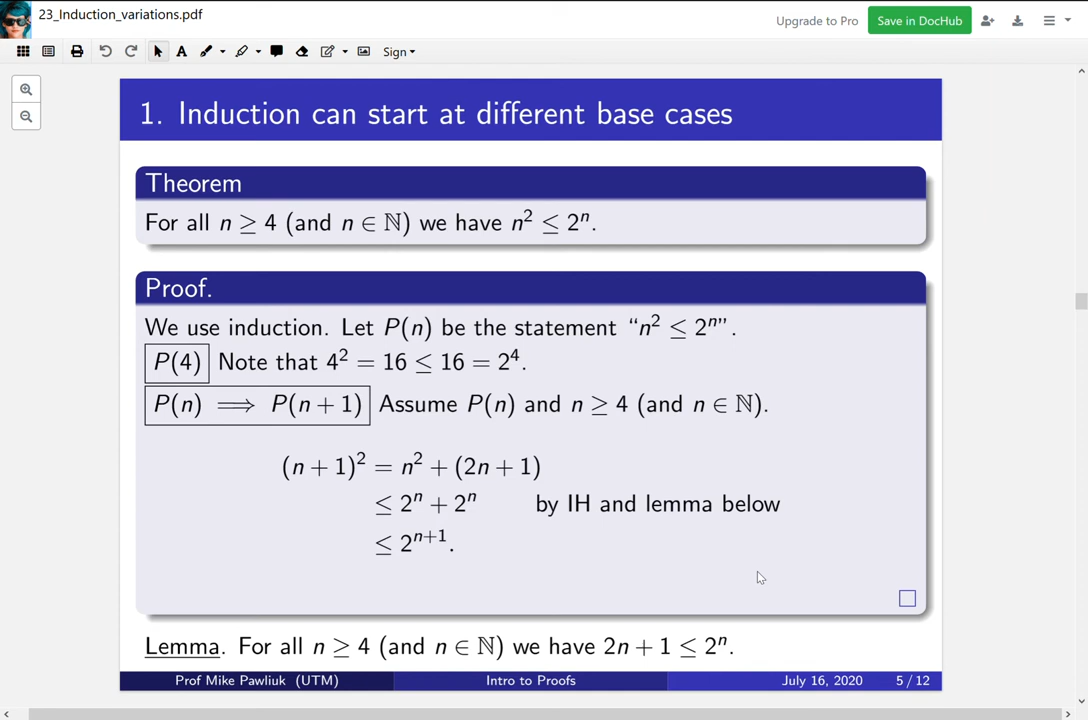 23_Induction_variations.pdf
Upgrade to Pro
Save in DocHub
A
Sign
1. Induction can start at different base cases
Theorem
For all n ≥ 4 (and n ∈ ℕ) we have n² ≤ 2ⁿ.
Proof.
We use induction. Let P(n) be the statement “n² ≤ 2ⁿ”.
P(4) Note that 4² = 16 ≤ 16 = 2⁴.
P(n) ⟹ P(n + 1) Assume P(n) and n ≥ 4 (and n ∈ ℕ).
(n + 1)² = n² + (2n + 1)
≤ 2ⁿ + 2ⁿ by IH and lemma below
≤ 2ⁿ⁺¹.
Lemma. For all n ≥ 4 (and n ∈ ℕ) we have 2n + 1 ≤ 2ⁿ.
Prof Mike Pawliuk (UTM) Intro to Proofs July 16, 2020 5 / 12